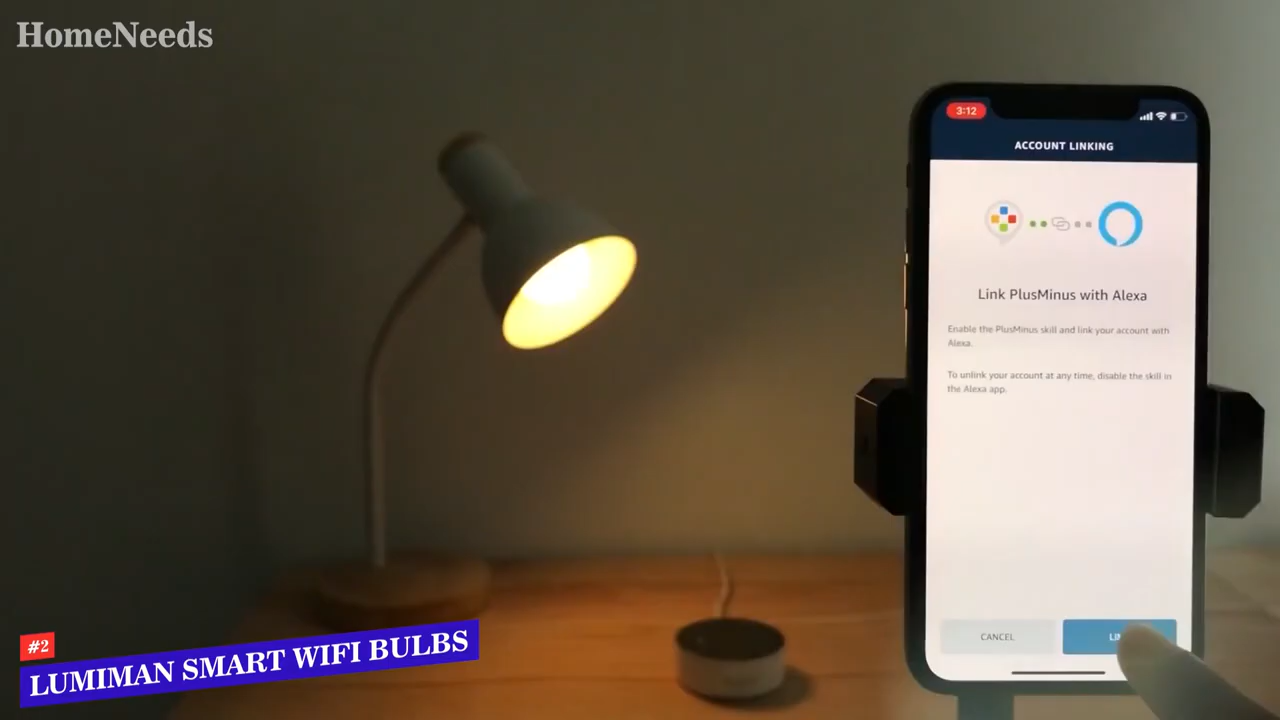 HomeNeeds
3:12
ACCOUNT LINKING
Link PlusMinus with Alexa
Enable the PlusMinus skill and link your account with
Alexa.
To unlink your account at any time, disable the skill in
the Alexa app.
CANCEL
#2
LUMIMAN SMART WIFI BULBS